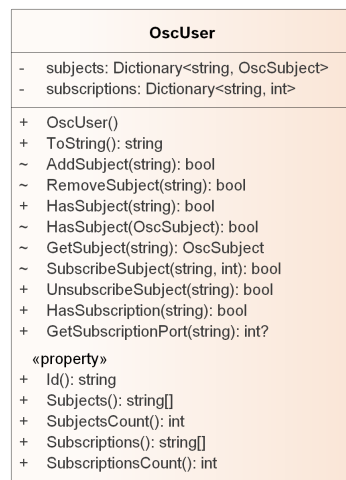 OscUser
- subjects: Dictionary<string, OscSubject>
- subscriptions: Dictionary<string, int>
+ OscUser()
+ ToString(): string
~ AddSubject(string): bool
~ RemoveSubject(string): bool
+ HasSubject(string): bool
~ HasSubject(OscSubject): bool
~ GetSubject(string): OscSubject
~ SubscribeSubject(string, int): bool
+ UnsubscribeSubject(string): bool
+ HasSubscription(string): bool
+ GetSubscriptionPort(string): int?
«property»
+ Id(): string
+ Subjects(): string[]
+ SubjectsCount(): int
+ Subscriptions(): string[]
+ SubscriptionsCount(): int